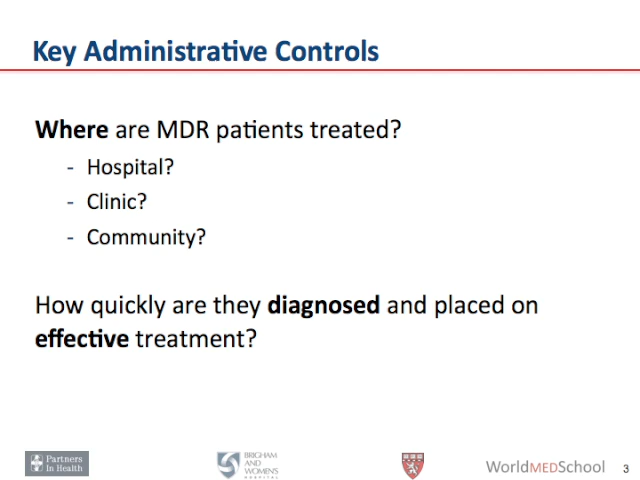 Key Administrative Controls
Where are MDR patients treated?
- Hospital?
- Clinic?
- Community?
How quickly are they diagnosed and placed on
effective treatment?
Partners
In Health
BRIGHAM
AND
WOMEN'S
HOSPITAL
WorldMEDSchool
3